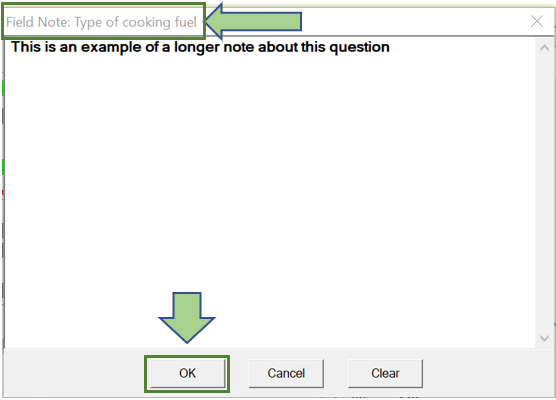 Field Note: Type of cooking fuel
This is an example of a longer note about this question
OK Cancel Clear